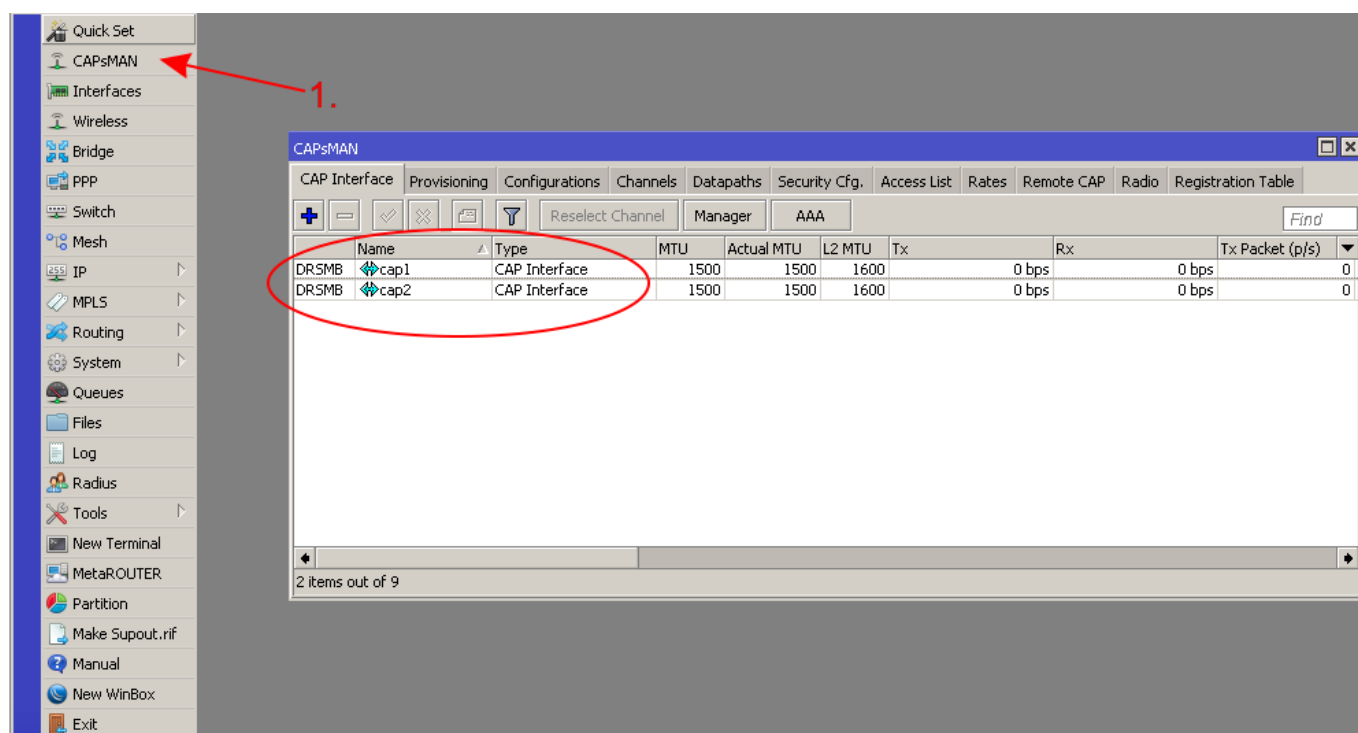 Quick Set
CAPsMAN
Interfaces
Wireless
Bridge
PPP
Switch
Mesh
255 IP
MPLS
Routing
System
Queues
Files
Log
Radius
Tools
New Terminal
MetaROUTER
Partition
Make Supout.rif
Manual
New WinBox
Exit
1.
CAPsMAN
CAP Interface Provisioning Configurations Channels Datapaths Security Cfg. Access List Rates Remote CAP Radio Registration Table
Reselect Channel Manager AAA Find
Name Type MTU Actual MTU L2 MTU Tx Rx Tx Packet (p/s)
DRSMB cap1 CAP Interface 1500 1500 1600 0 bps 0 bps 0
DRSMB cap2 CAP Interface 1500 1500 1600 0 bps 0 bps 0
2 items out of 9